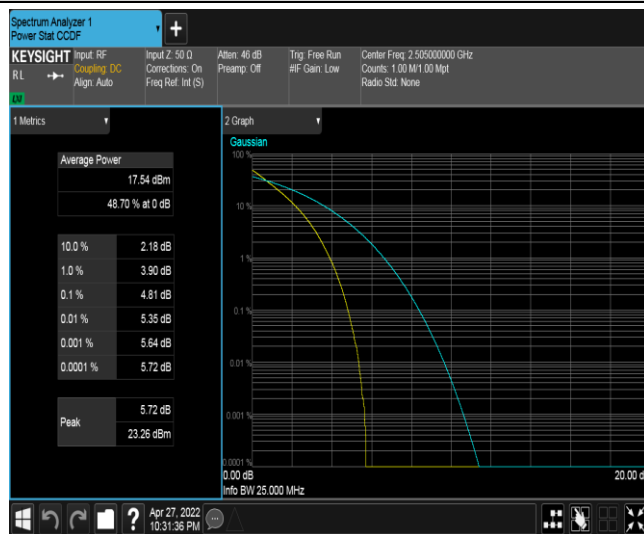 Spectrum Analyzer 1
Power Stat CCDF
KEYSIGHT
RL
Input: RF
Coupling: DC
Align: Auto
Input Z: 50 Ω
Corrections: On
Freq Ref: Int (S)
Atten: 46 dB
Preamp: Off
Trig: Free Run
#IF Gain: Low
Center Freq: 2.505000000 GHz
Counts: 1.00 M/1.00 Mpt
Radio Std: None
LXI
1 Metrics
Average Power
17.54 dBm
48.70 % at 0 dB
10.0 % 2.18 dB
1.0 % 3.90 dB
0.1 % 4.81 dB
0.01 % 5.35 dB
0.001 % 5.64 dB
0.0001 % 5.72 dB
Peak
5.72 dB
23.26 dBm
2 Graph
Gaussian
100 %
10 %
1 %
0.1 %
0.01 %
0.001 %
0.0001 %
0.00 dB
20.00 d
Info BW 25.000 MHz
?
Apr 27, 2022
10:31:36 PM